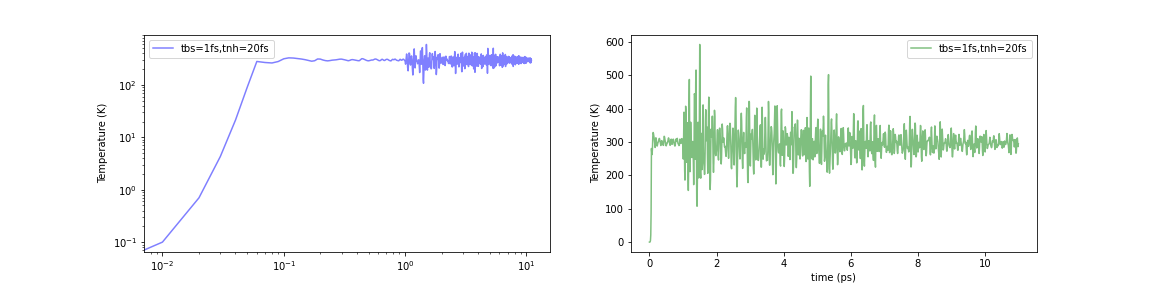 tbs=1fs,tnh=20fs
Temperature (K)
10²
10¹
10⁰
10⁻¹
10⁻² 10⁻¹ 10⁰ 10¹
tbs=1fs,tnh=20fs
Temperature (K)
600
500
400
300
200
100
0
0 2 4 6 8 10
time (ps)